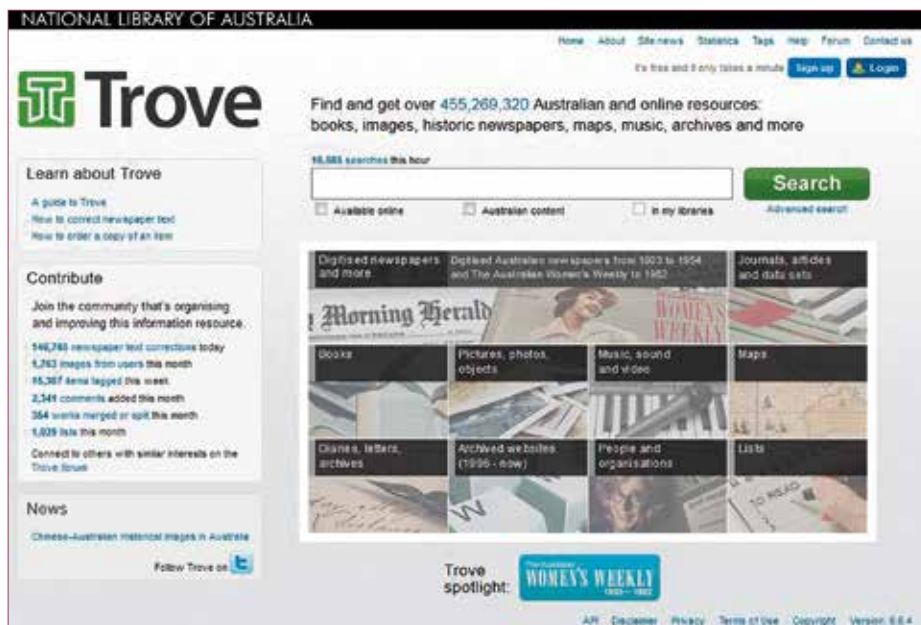 NATIONAL LIBRARY OF AUSTRALIA
Home About Site news Statistics Tags Help Forum Contact us
It's free and it only takes a minute Sign up Login
Trove
Find and get over 455,269,320 Australian and online resources:
books, images, historic newspapers, maps, music, archives and more
searches this hour
Search
Available online Australian content In my libraries
Advanced search
Learn about Trove
A guide to Trove
How to correct newspaper text
How to order a copy of an item
Contribute
Join the community that's organising
and improving this information resource.
newspaper text corrections today
images from users this month
items tagged this week
2,341 comments added this month
works merged or split this month
lists this month
Connect to others with similar interests on the
Trove forum
News
Chinese-Australian Historical Images in Australia
Follow Trove on
Digitised newspapers
and more
Digitised Australian newspapers from 1803 to 1954
and The Australian Women's Weekly to 1982
Journals, articles
and data sets
Morning Herald
WOMEN'S
WEEKLY
Books
Pictures, photos,
objects
Music, sound
and video
Maps
Diaries, letters,
archives
Archived websites
(1996 - now)
People and
organisations
Lists
TO READ
Trove
spotlight:
The Australian
WOMEN'S WEEKLY
API Disclaimer Privacy Terms of Use Copyright Version